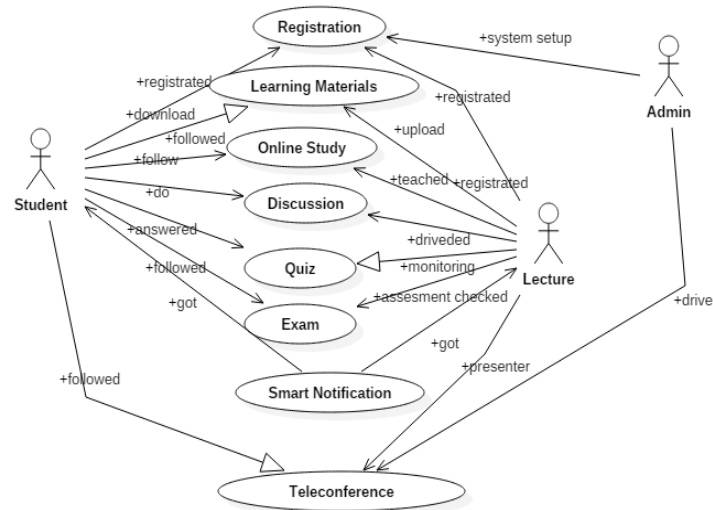 Registration
+system setup
+registrated
Learning Materials
+registrated
Admin
+download
+upload
+followed
Online Study
+follow
+teached
+registrated
+do
Student
Discussion
+answered
+driveded
+followed
Quiz
+monitoring
Lecture
+got
+assesment checked
+drive
Exam
+got
+presenter
+followed
Smart Notification
Teleconference